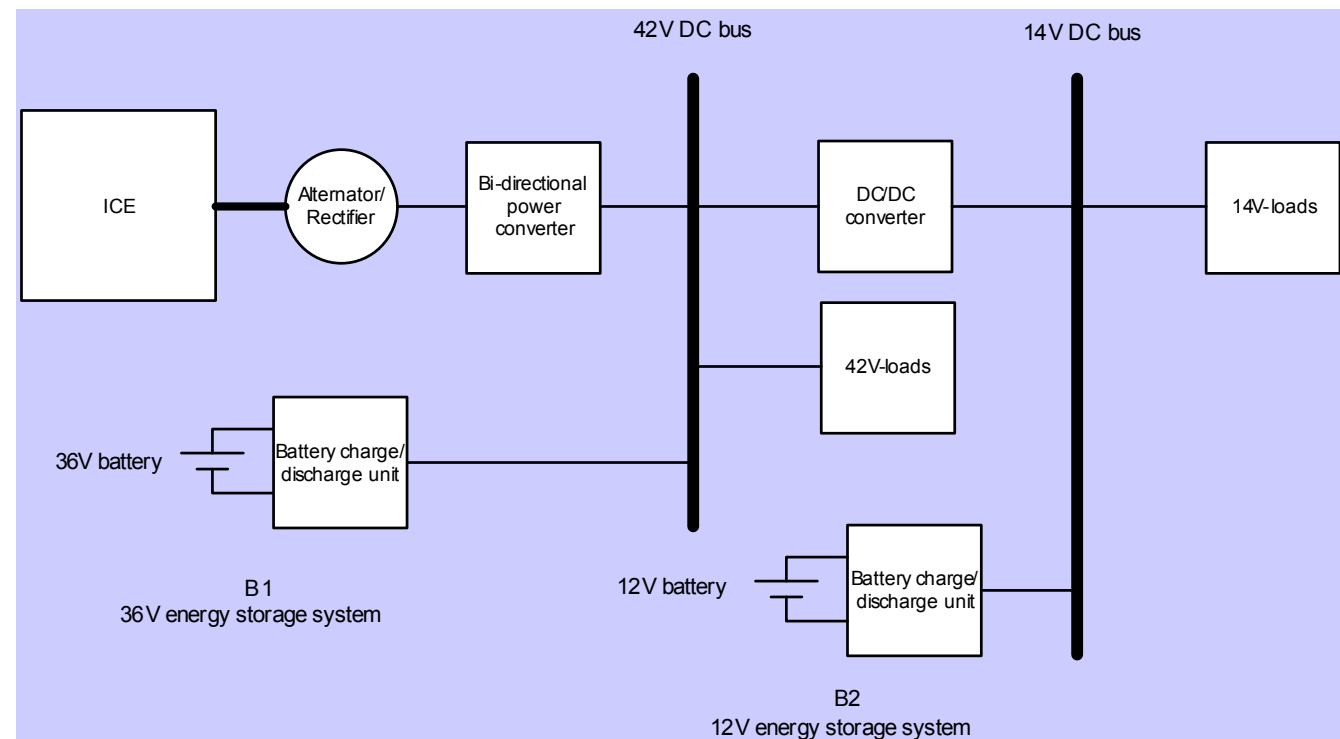 42V DC bus
14V DC bus
ICE
Alternator/
Rectifier
Bi-directional
power
converter
DC/DC
converter
14V-loads
42V-loads
36V battery
Battery charge/
discharge unit
B1
36V energy storage system
12V battery
Battery charge/
discharge unit
B2
12V energy storage system